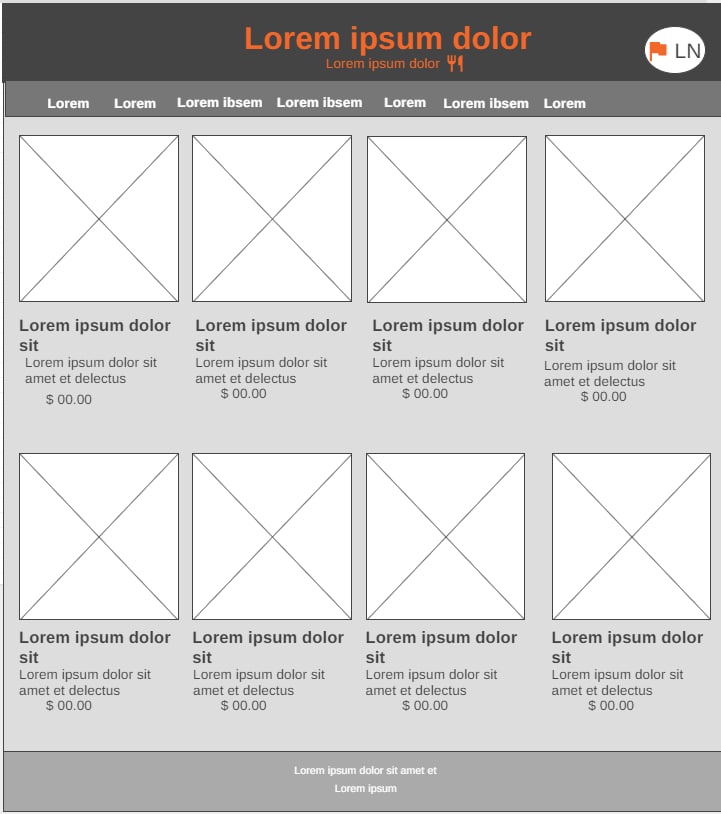 Lorem ipsum dolor
Lorem ipsum dolor
LN
Lorem Lorem Lorem ibsem Lorem ibsem Lorem Lorem ibsem Lorem
Lorem ipsum dolor
sit
Lorem ipsum dolor sit
amet et delectus
$ 00.00
Lorem ipsum dolor
sit
Lorem ipsum dolor sit
amet et delectus
$ 00.00
Lorem ipsum dolor
sit
Lorem ipsum dolor sit
amet et delectus
$ 00.00
Lorem ipsum dolor
sit
Lorem ipsum dolor sit
amet et delectus
$ 00.00
Lorem ipsum dolor
sit
Lorem ipsum dolor sit
amet et delectus
$ 00.00
Lorem ipsum dolor
sit
Lorem ipsum dolor sit
amet et delectus
$ 00.00
Lorem ipsum dolor
sit
Lorem ipsum dolor sit
amet et delectus
$ 00.00
Lorem ipsum dolor
sit
Lorem ipsum dolor sit
amet et delectus
$ 00.00
Lorem ipsum dolor sit amet et
Lorem ipsum